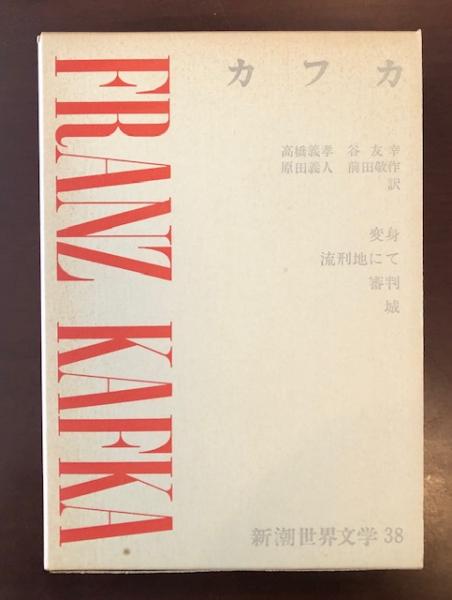 FRANZ KAFKA
カフカ
高橋義孝 谷友幸
原田義人 前田敬作
訳
変身
流刑地にて
審判
城
新潮世界文学 38